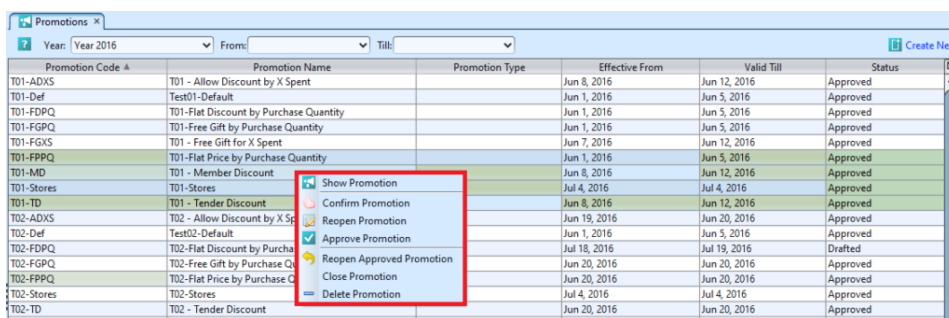 Promotions ×
? Year: Year 2016 From: Till: Create Ne
Promotion Code Promotion Name Promotion Type Effective From Valid Till Status
T01-ADXS T01 - Allow Discount by X Spent Jun 8, 2016 Jun 12, 2016 Approved
T01-Def Test01-Default Jun 1, 2016 Jun 5, 2016 Approved
T01-FDPQ T01-Flat Discount by Purchase Quantity Jun 1, 2016 Jun 5, 2016 Approved
T01-FGPQ T01-Free Gift by Purchase Quantity Jun 1, 2016 Jun 5, 2016 Approved
T01-FGXS T01 - Free Gift for X Spent Jun 7, 2016 Jun 12, 2016 Approved
T01-FPPQ T01-Flat Price by Purchase Quantity Jun 1, 2016 Jun 5, 2016 Approved
T01-MD T01 - Member Discount Jun 8, 2016 Jun 12, 2016 Approved
T01-Stores T01-Stores Jul 4, 2016 Jul 4, 2016 Approved
T01-TD T01 - Tender Discount Jun 8, 2016 Jun 12, 2016 Approved
T02-ADXS T02 - Allow Discount by X Sp Jun 19, 2016 Jun 20, 2016 Approved
T02-Def Test02-Default Jun 1, 2016 Jun 5, 2016 Approved
T02-FDPQ T02-Flat Discount by Purcha Jul 18, 2016 Jul 19, 2016 Drafted
T02-FGPQ T02-Free Gift by Purchase Qu Jun 20, 2016 Jun 20, 2016 Approved
T02-FPPQ T02-Flat Price by Purchase Q Jun 20, 2016 Jun 20, 2016 Approved
T02-Stores T02-Stores Jul 4, 2016 Jul 4, 2016 Approved
T02-TD T02 - Tender Discount Jun 20, 2016 Jun 20, 2016 Approved
Show Promotion
Confirm Promotion
Reopen Promotion
Approve Promotion
Reopen Approved Promotion
Close Promotion
Delete Promotion